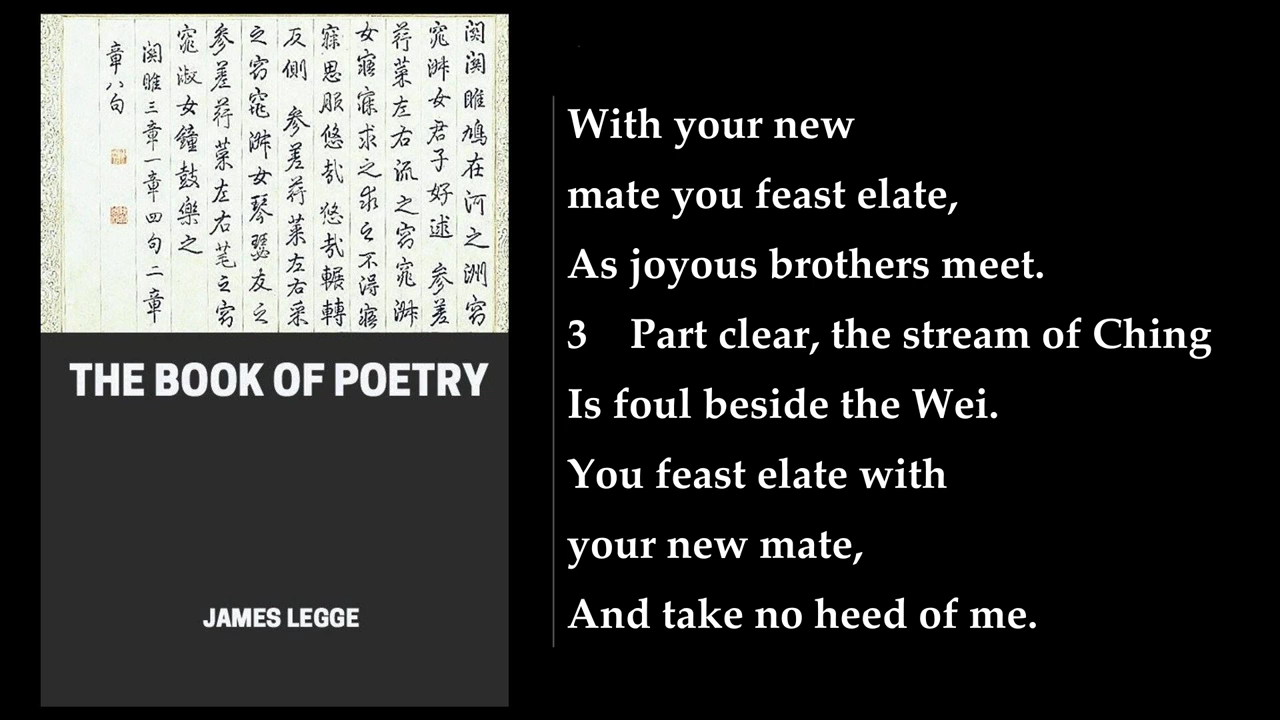 關關雎鳩在河之洲窈
窕淑女君子好逑 參差
荇菜左右流之窈窕淑
女寤寐求之求之不得寤
寐思服悠哉悠哉輾轉
反側 參差荇菜左右采
之窈窕淑女琴瑟友之
參差荇菜左右芼之窈
窕淑女鐘鼓樂之
關雎三章一章四句二章
章八句
THE BOOK OF POETRY
JAMES LEGGE
With your new
mate you feast elate,
As joyous brothers meet.
3 Part clear, the stream of Ching
Is foul beside the Wei.
You feast elate with
your new mate,
And take no heed of me.